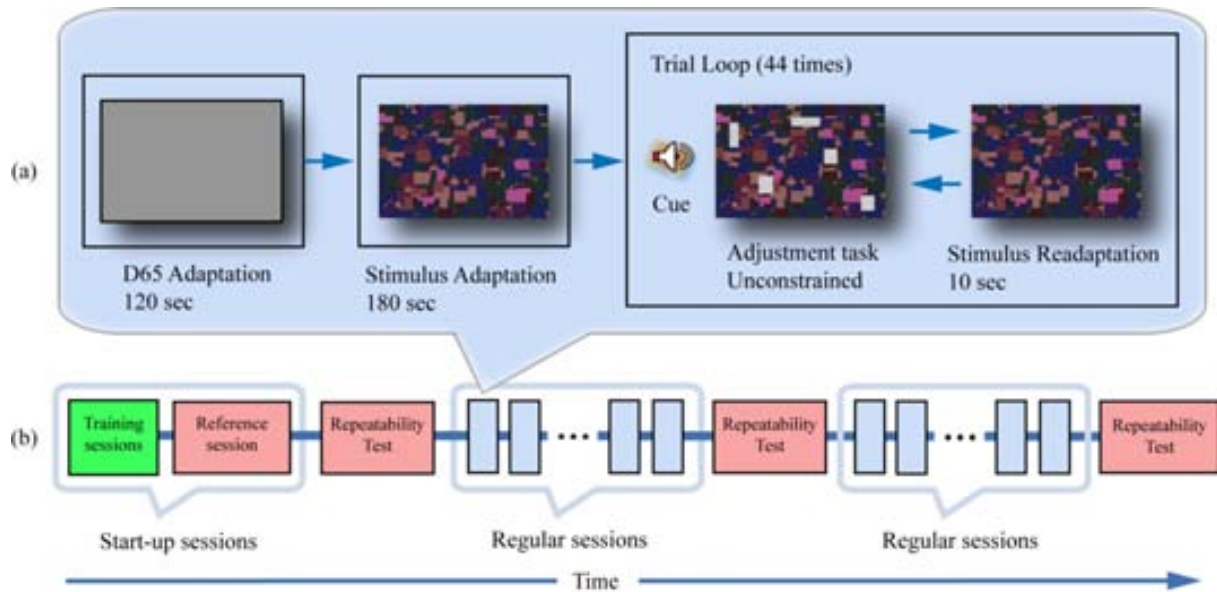 (a)
D65 Adaptation
120 sec
Stimulus Adaptation
180 sec
Trial Loop (44 times)
Cue
Adjustment task
Unconstrained
Stimulus Readaptation
10 sec
(b)
Training
sessions
Reference
session
Repeatability
Test
Repeatability
Test
Repeatability
Test
Start-up sessions
Regular sessions
Regular sessions
Time